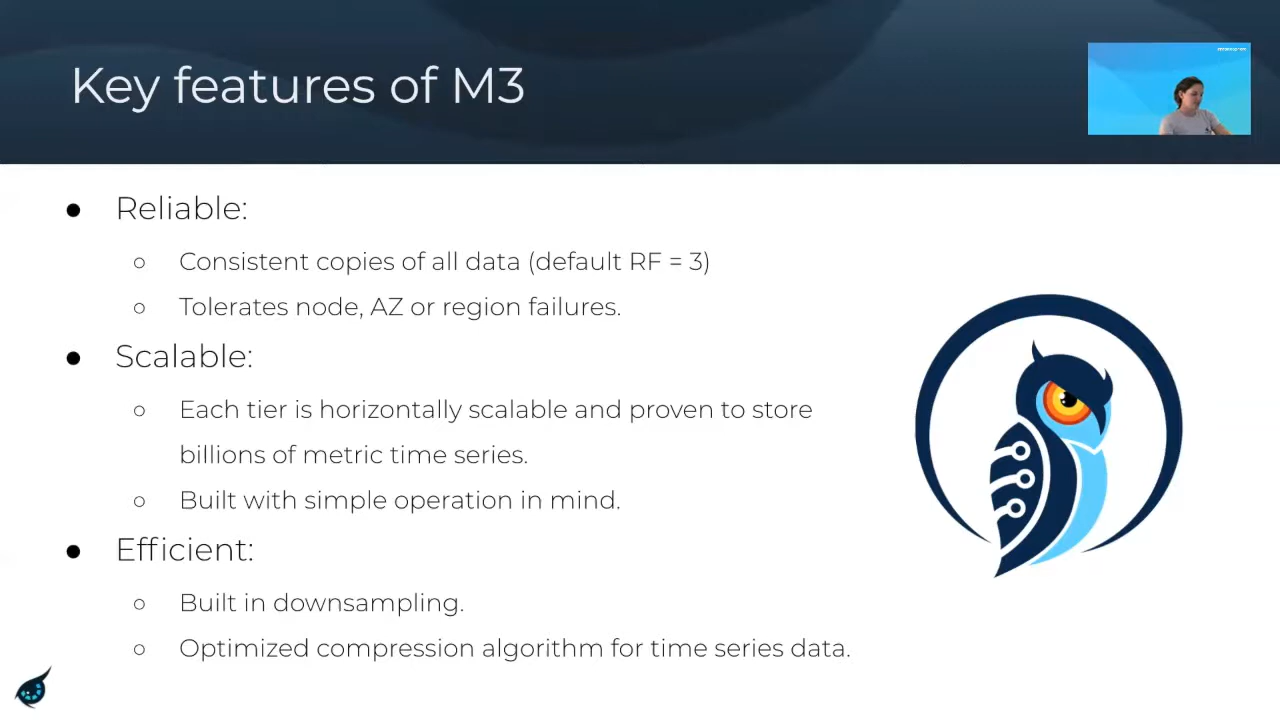 Key features of M3
● Reliable:
○ Consistent copies of all data (default RF = 3)
○ Tolerates node, AZ or region failures.
● Scalable:
○ Each tier is horizontally scalable and proven to store
billions of metric time series.
○ Built with simple operation in mind.
● Efficient:
○ Built in downsampling.
○ Optimized compression algorithm for time series data.